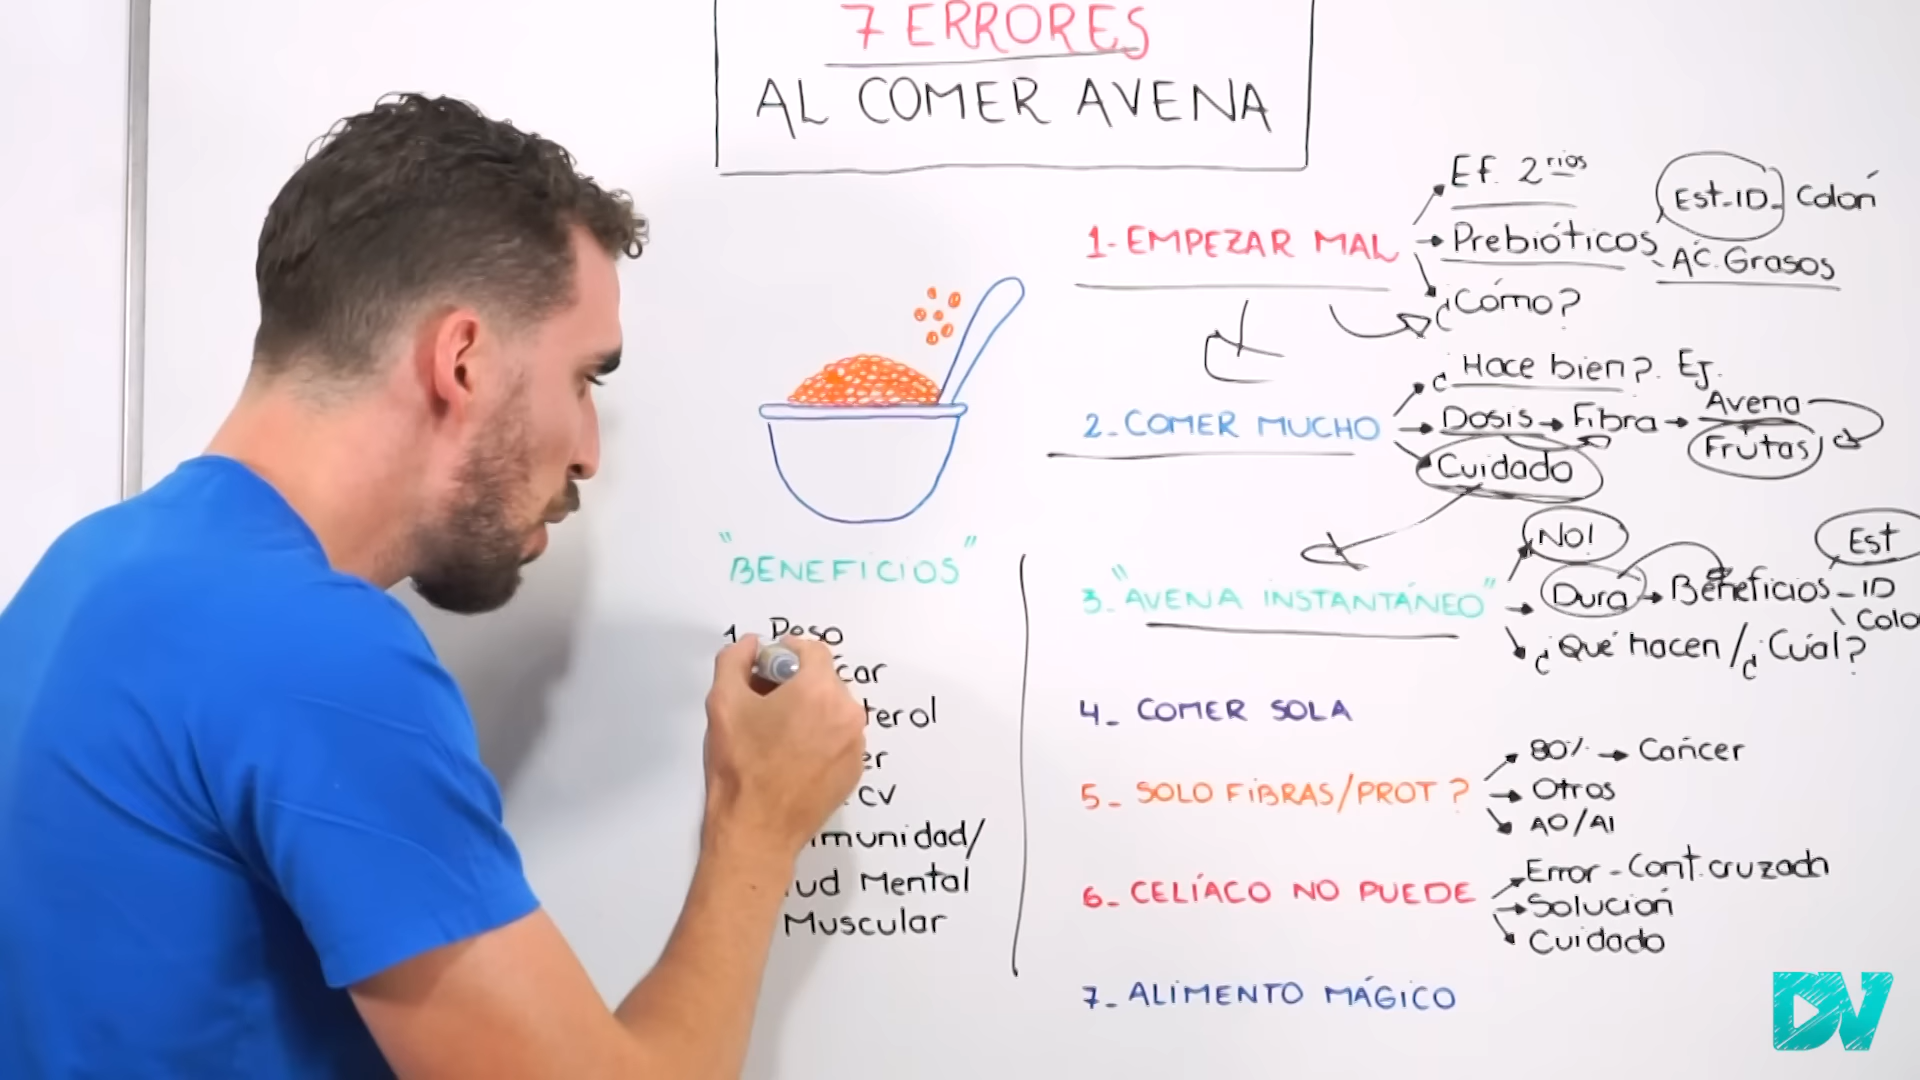 7 ERRORES
AL COMER AVENA
1- EMPEZAR MAL
Ef. 2rios
Prebióticos
Est-ID- Colon
Ac. Grasos
¿Cómo?
2- COMER MUCHO
¿Hace bien?. Ej.
Dosis → Fibra → Avena
Frutas
Cuidado
3- "AVENA INSTANTÁNEO"
No!
Dura → Beneficios - ID
Est
Colo
¿Qué hacen / ¿Cuál?
4- COMER SOLA
5- SOLO FIBRAS/PROT ?
80% → Cancer
Otros
AO/AI
6- CELÍACO NO PUEDE
Error - Cont. cruzada
Solución
Cuidado
7- ALIMENTO MÁGICO
"BENEFICIOS"
1. Peso
car
terol
er
CV
munidad/
ud Mental
Muscular
DV